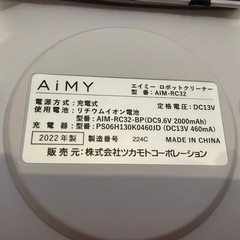 AiMY エイミー ロボットクリーナー
型番: AIM-RC32
電源方式: 充電式 定格電圧: DC13V
使用電池: リチウムイオン電池
型番: AIM-RC32-BP(DC9.6V 2000mAh)
充電器: PS06H130K0460JD (DC13V 460mA)
2022年製 製造番号: 224C MADE IN CHINA
販売元: 株式会社ツカモトコーポレーション